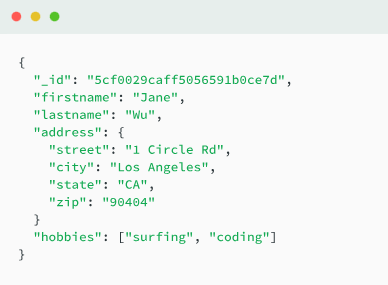 {
  "_id": "5cf0029caff5056591b0ce7d",
  "firstname": "Jane",
  "lastname": "Wu",
  "address": {
    "street": "1 Circle Rd",
    "city": "Los Angeles",
    "state": "CA",
    "zip": "90404"
  }
  "hobbies": ["surfing", "coding"]
}